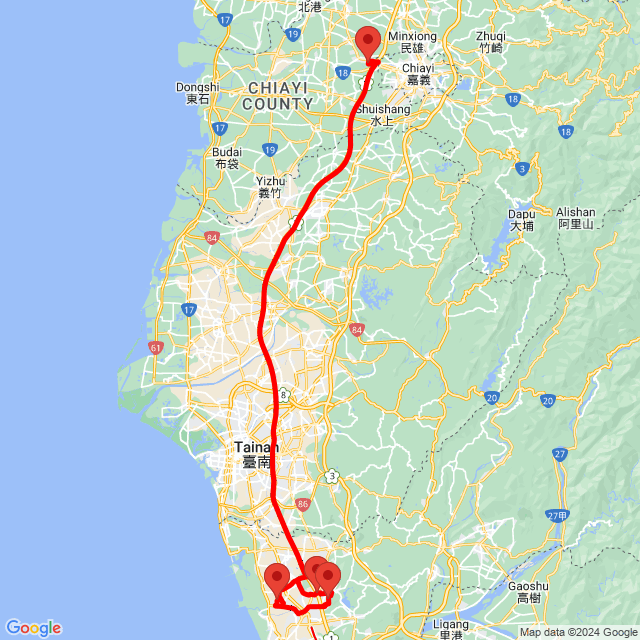 北港
Minxiong
民雄
Zhuqi
竹崎
18
Chiayi
嘉義
Dongshi
東石
CHIAYI
COUNTY
Shuishang
水上
17
18
18
19
Budai
布袋
3
Yizhu
義竹
Dapu
大埔
Alishan
阿里山
84
17
84
61
8
20
20
Tainan
臺南
27
3
86
27甲
Gaoshu
高樹
Ligang
里港
1
Google
Map data ©2024 Google